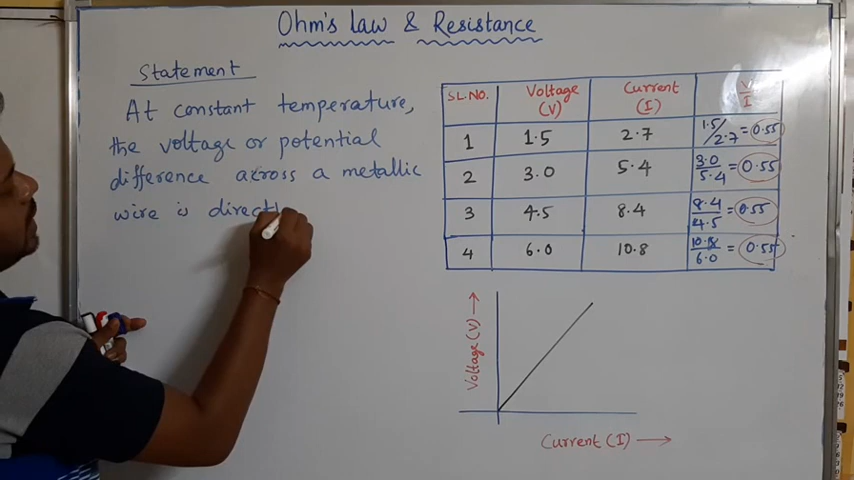 Ohm's Law & Resistance
Statement
At constant temperature,
the voltage or potential
difference across a metallic
wire is directl
SL.NO. Voltage (V) Current (I) V/I
1 1.5 2.7 1.5/2.7 = 0.55
2 3.0 5.4 3.0/5.4 = 0.55
3 4.5 8.4 8.4/4.5 = 0.55
4 6.0 10.8 10.8/6.0 = 0.55
Voltage (V) →
Current (I) →